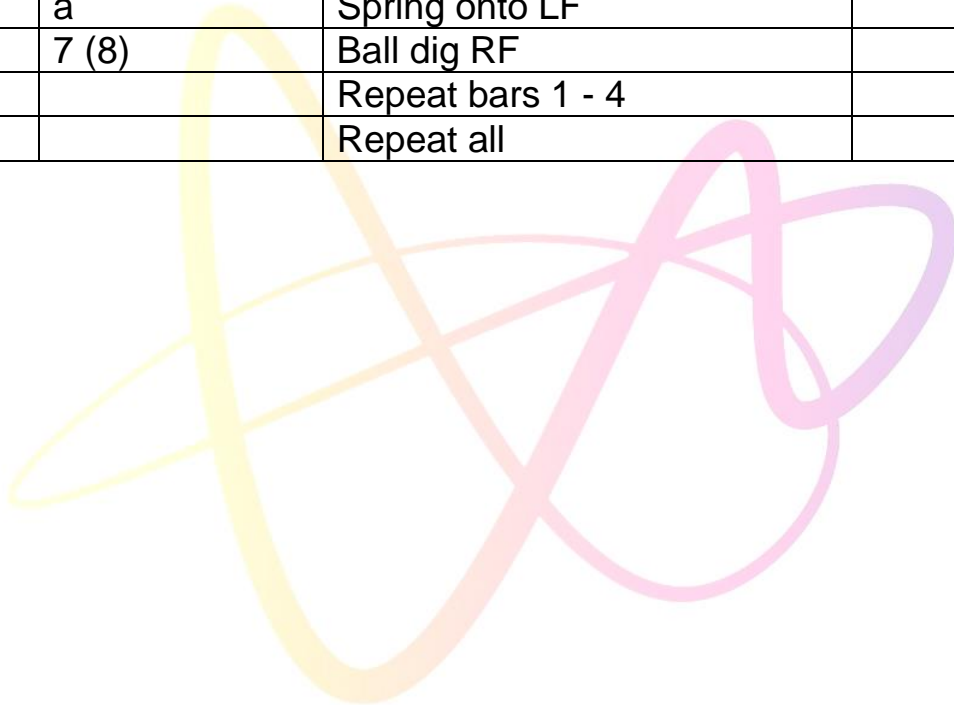 a Spring onto LF
7 (8) Ball dig RF
Repeat bars 1 - 4
Repeat all